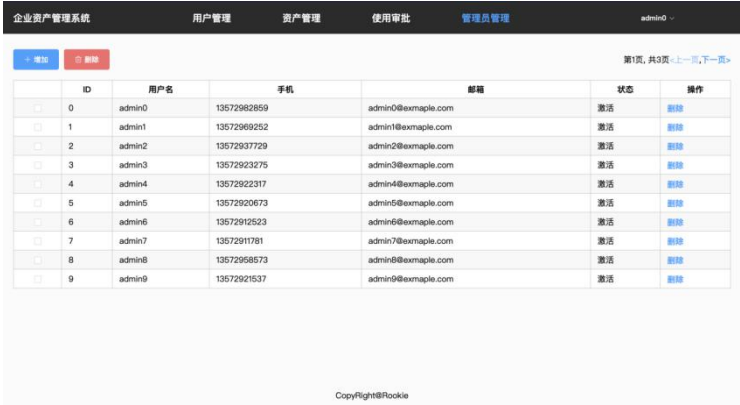 企业资产管理系统 用户管理 资产管理 使用审批 管理员管理 admin0
+ 增加 删除 第1页, 共3页<上一页,下一页>
ID 用户名 手机 邮箱 状态 操作
0 admin0 13572982859 admin0@exmaple.com 激活 删除
1 admin1 13572969252 admin1@exmaple.com 激活 删除
2 admin2 13572937729 admin2@exmaple.com 激活 删除
3 admin3 13572923275 admin3@exmaple.com 激活 删除
4 admin4 13572922317 admin4@exmaple.com 激活 删除
5 admin5 13572920673 admin5@exmaple.com 激活 删除
6 admin6 13572912523 admin6@exmaple.com 激活 删除
7 admin7 13572911781 admin7@exmaple.com 激活 删除
8 admin8 13572958573 admin8@exmaple.com 激活 删除
9 admin9 13572921537 admin9@exmaple.com 激活 删除
CopyRight@Rookie